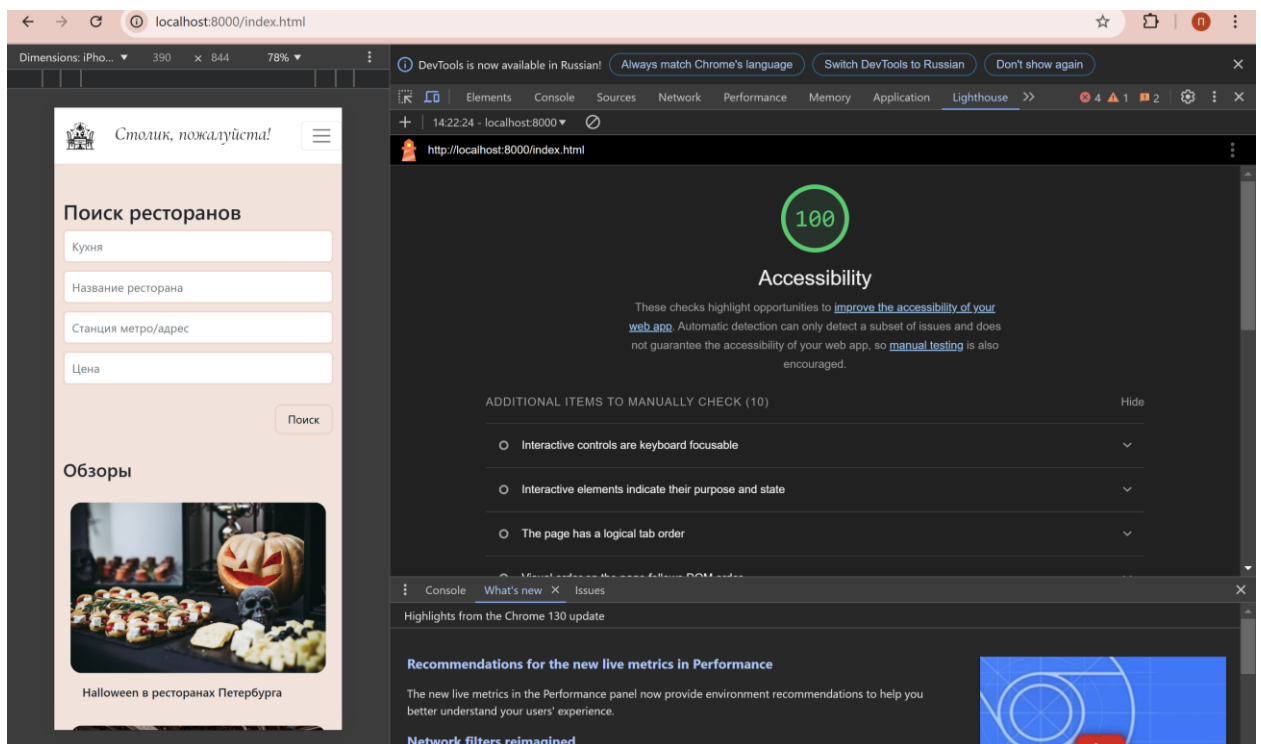 localhost:8000/index.html
П
Dimensions: iPho... ▼ 390 × 844 78% ▼
DevTools is now available in Russian! Always match Chrome's language Switch DevTools to Russian Don't show again
Elements Console Sources Network Performance Memory Application Lighthouse 4 1 2
14:22:24 - localhost:8000 ▼
http://localhost:8000/index.html
Столик, пожалуйста!
Поиск ресторанов
Кухня
Название ресторана
Станция метро/адрес
Цена
Поиск
Обзоры
Halloween в ресторанах Петербурга
100
Accessibility
These checks highlight opportunities to improve the accessibility of your
web app. Automatic detection can only detect a subset of issues and does
not guarantee the accessibility of your web app, so manual testing is also
encouraged.
ADDITIONAL ITEMS TO MANUALLY CHECK (10) Hide
Interactive controls are keyboard focusable
Interactive elements indicate their purpose and state
The page has a logical tab order
Visual order on the page follows DOM order
Console What's new Issues
Highlights from the Chrome 130 update
Recommendations for the new live metrics in Performance
The new live metrics in the Performance panel now provide environment recommendations to help you
better understand your users' experience.
Network filters reimagined